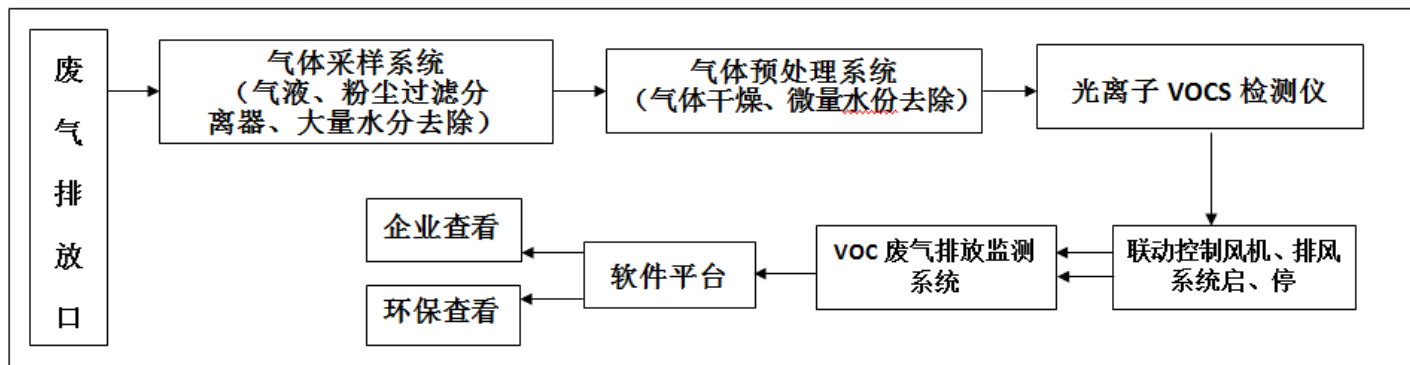 废气排放口
气体采样系统
（气液、粉尘过滤分
离器、大量水分去除）
气体预处理系统
（气体干燥、微量水份去除）
光离子 VOCS 检测仪
联动控制风机、排风
系统启、停
VOC 废气排放监测
系统
软件平台
企业查看
环保查看